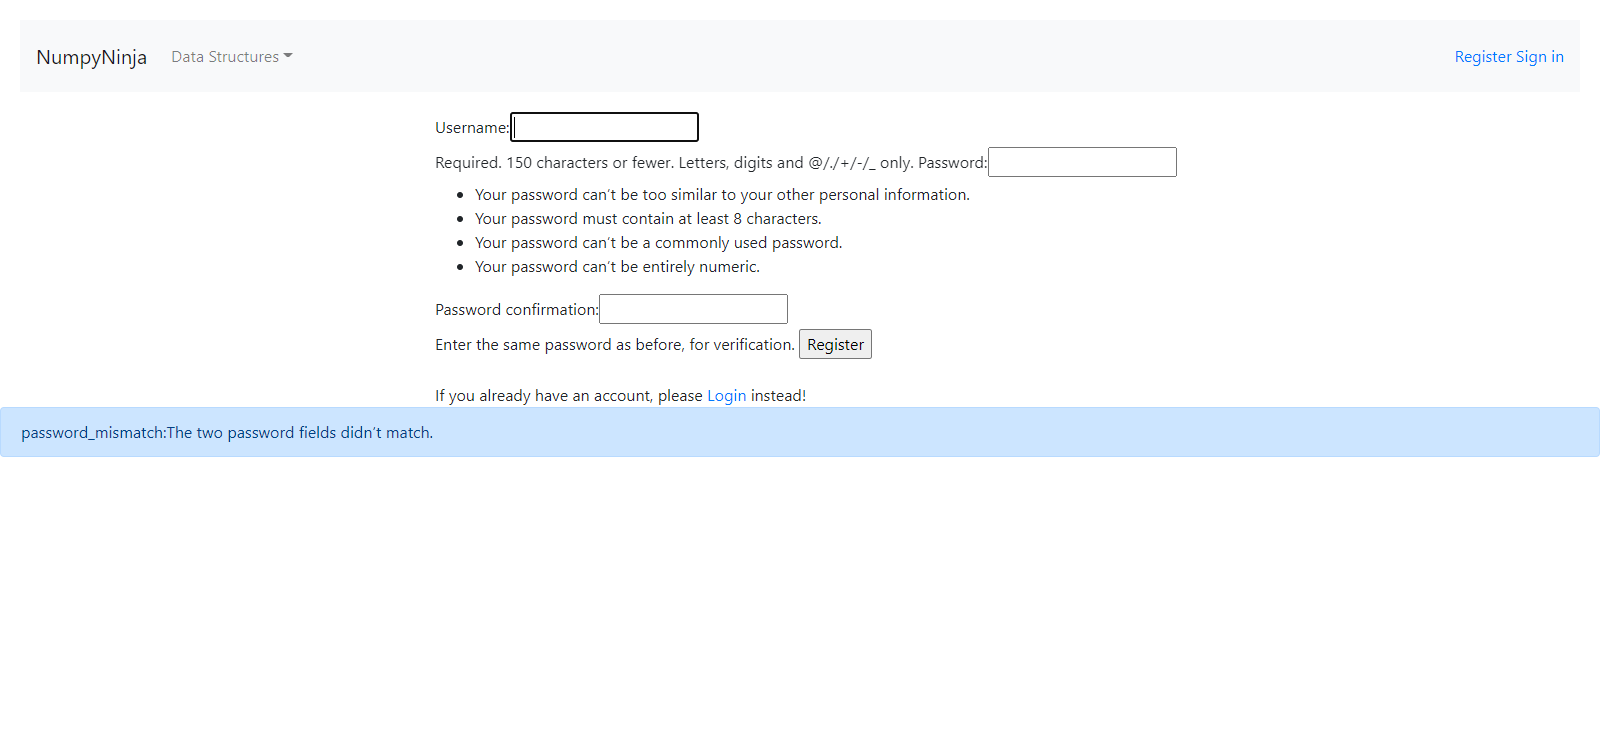 NumpyNinja Data Structures Register Sign in
Username:
Required. 150 characters or fewer. Letters, digits and @/./+/-/_ only. Password:
• Your password can’t be too similar to your other personal information.
• Your password must contain at least 8 characters.
• Your password can’t be a commonly used password.
• Your password can’t be entirely numeric.
Password confirmation:
Enter the same password as before, for verification. Register
If you already have an account, please Login instead!
password_mismatch:The two password fields didn’t match.